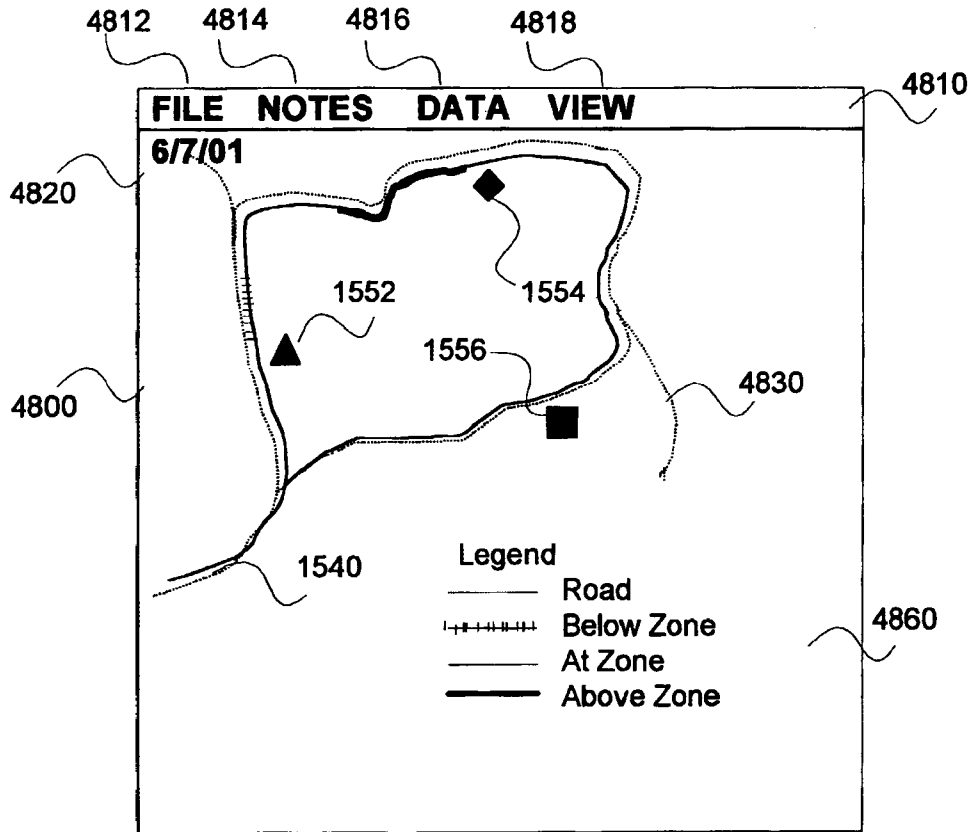 4812 4814 4816 4818
4810
FILE NOTES DATA VIEW
6/7/01
4820
1552
1554
1556
4800
4830
1540
Legend
Road
Below Zone
At Zone
Above Zone
4860